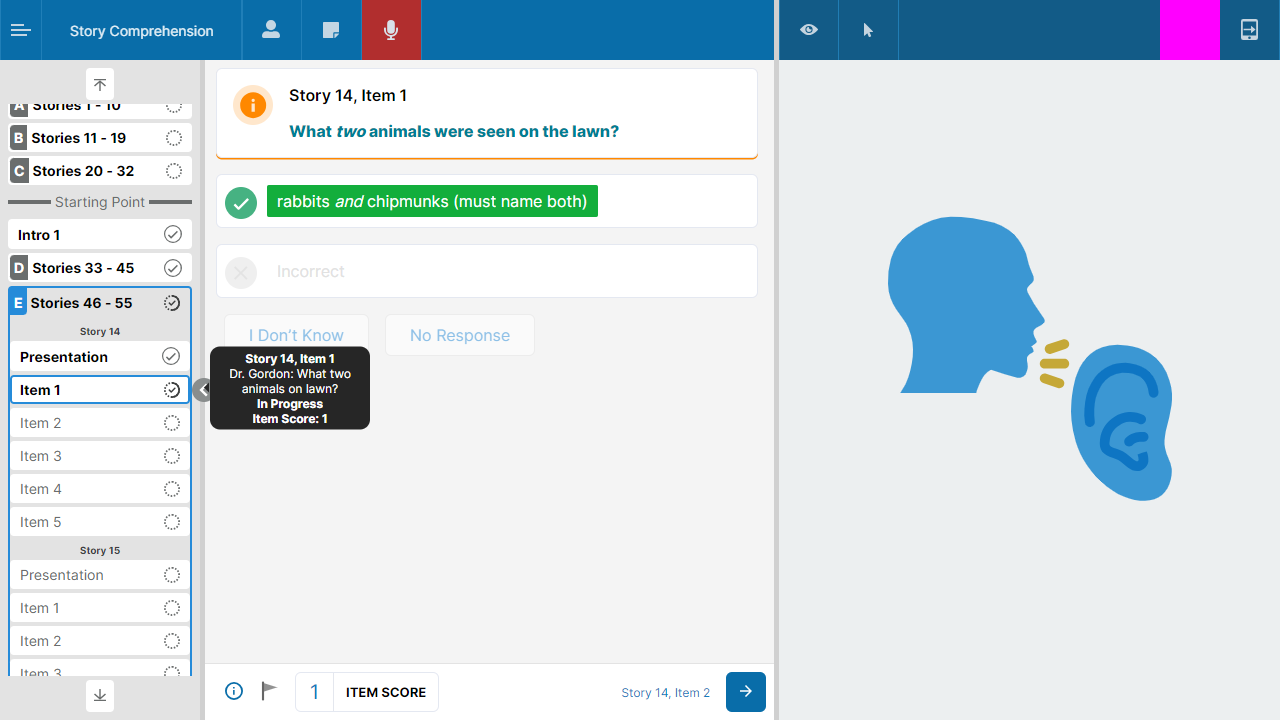 Story Comprehension
A Stories 1 - 10
B Stories 11 - 19
C Stories 20 - 32
Starting Point
Intro 1
D Stories 33 - 45
E Stories 46 - 55
Story 14
Presentation
Item 1
Item 2
Item 3
Item 4
Item 5
Story 15
Presentation
Item 1
Item 2
Item 3
Story 14, Item 1
What two animals were seen on the lawn?
rabbits and chipmunks (must name both)
Incorrect
I Don't Know
No Response
Story 14, Item 1
Dr. Gordon: What two
animals on lawn?
In Progress
Item Score: 1
1 ITEM SCORE
Story 14, Item 2